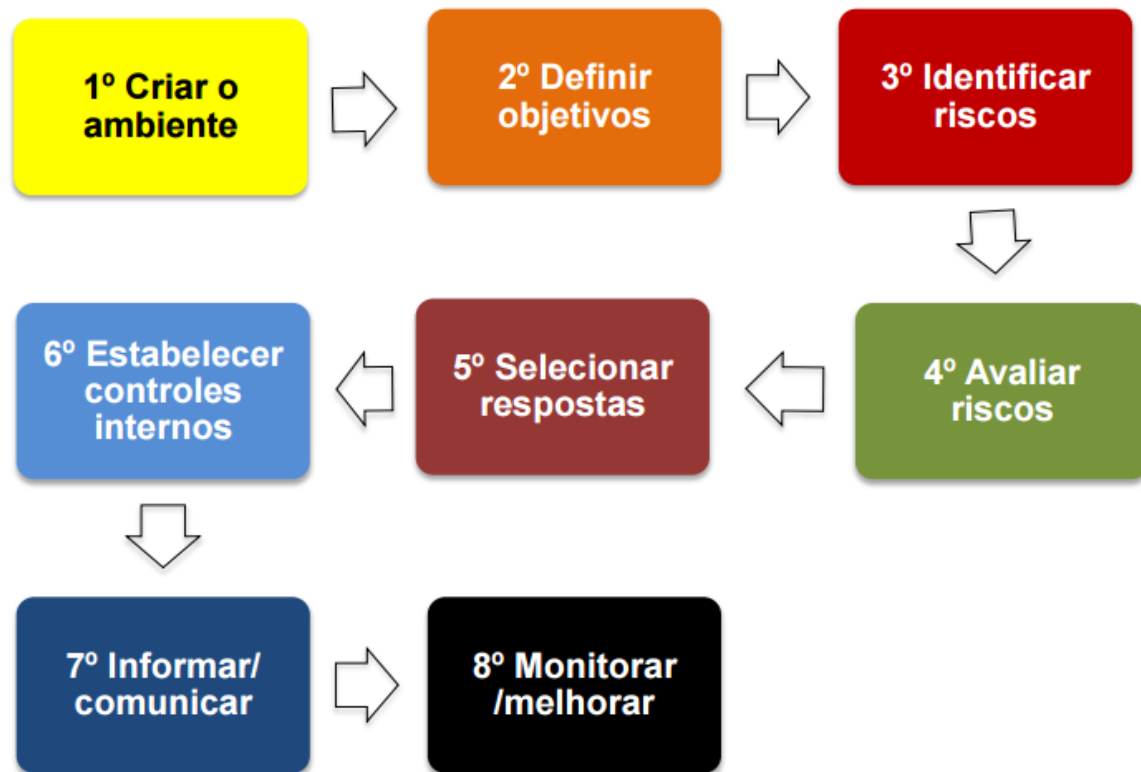 1º Criar o
ambiente
2º Definir
objetivos
3º Identificar
riscos
4º Avaliar
riscos
5º Selecionar
respostas
6º Estabelecer
controles
internos
7º Informar/
comunicar
8º Monitorar
/melhorar